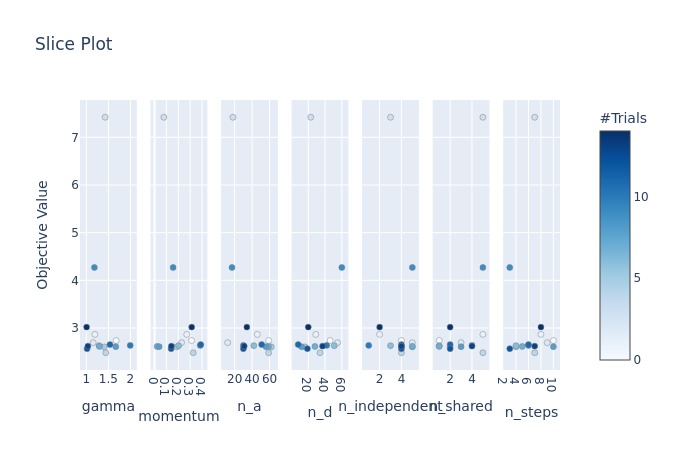 Slice Plot
#Trials
Objective Value
7
6
5
4
3
10
5
0
1 1.5 2
0 0.1 0.2 0.3 0.4
20 40 60
20 40 60
2 4
2 4
2 4 6 8 10
gamma
momentum
n_a
n_d
n_independent
n_shared
n_steps